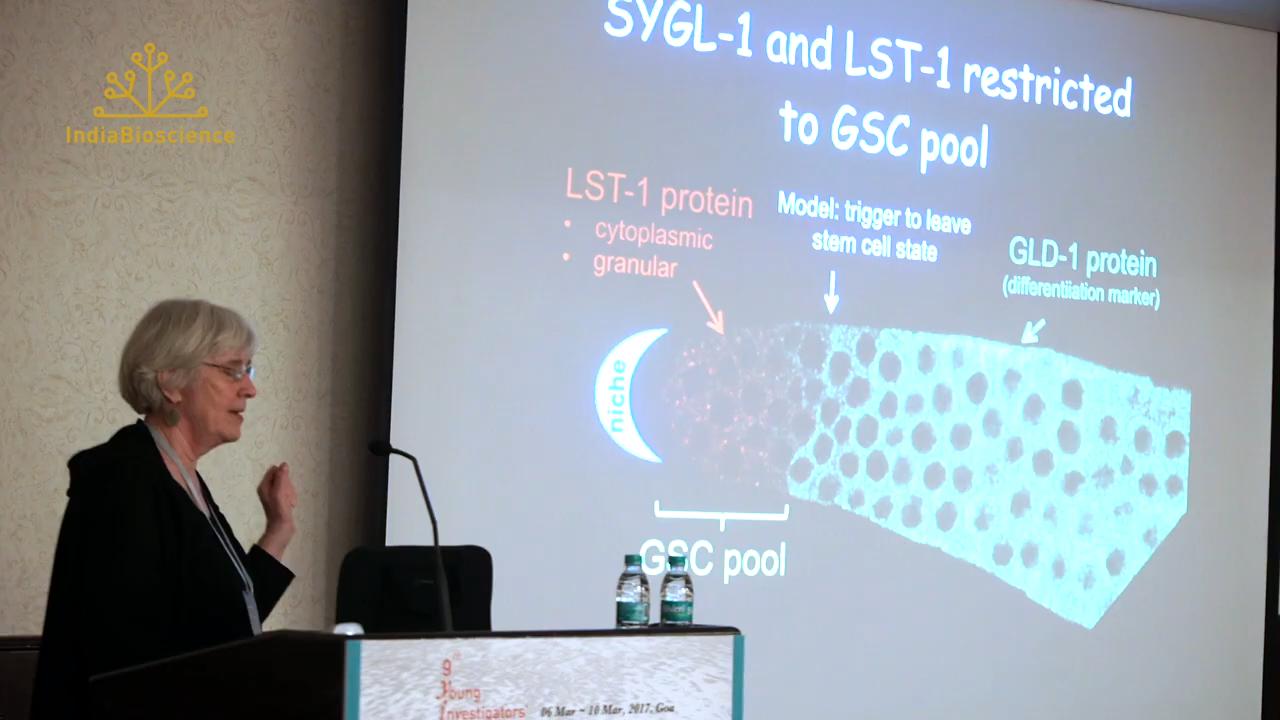 IndiaBioscience
SYGL-1 and LST-1 restricted
to GSC pool
LST-1 protein
• cytoplasmic
• granular
Model: trigger to leave
stem cell state
GLD-1 protein
(differentiiation marker)
niche
GSC pool
9th
Young
Investigators'
06 Mar ~ 10 Mar, 2017, Goa